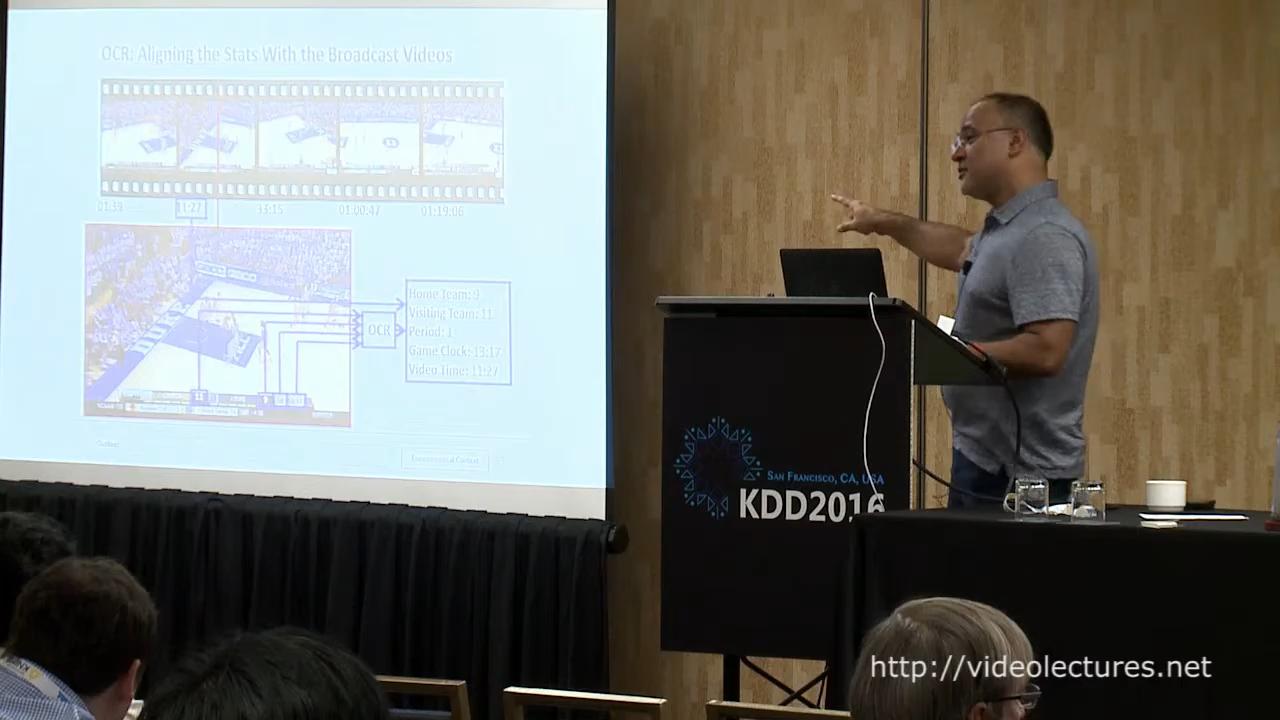 OCR: Aligning the Stats With the Broadcast Videos
01:39
11:27
33:15
01:00:47
01:19:06
Home Team: 9
Visiting Team: 11
Period: 1
Game Clock: 13:17
Video Time: 11:27
OCR
SAN FRANCISCO, CA, USA
KDD2016
http://videolectures.net